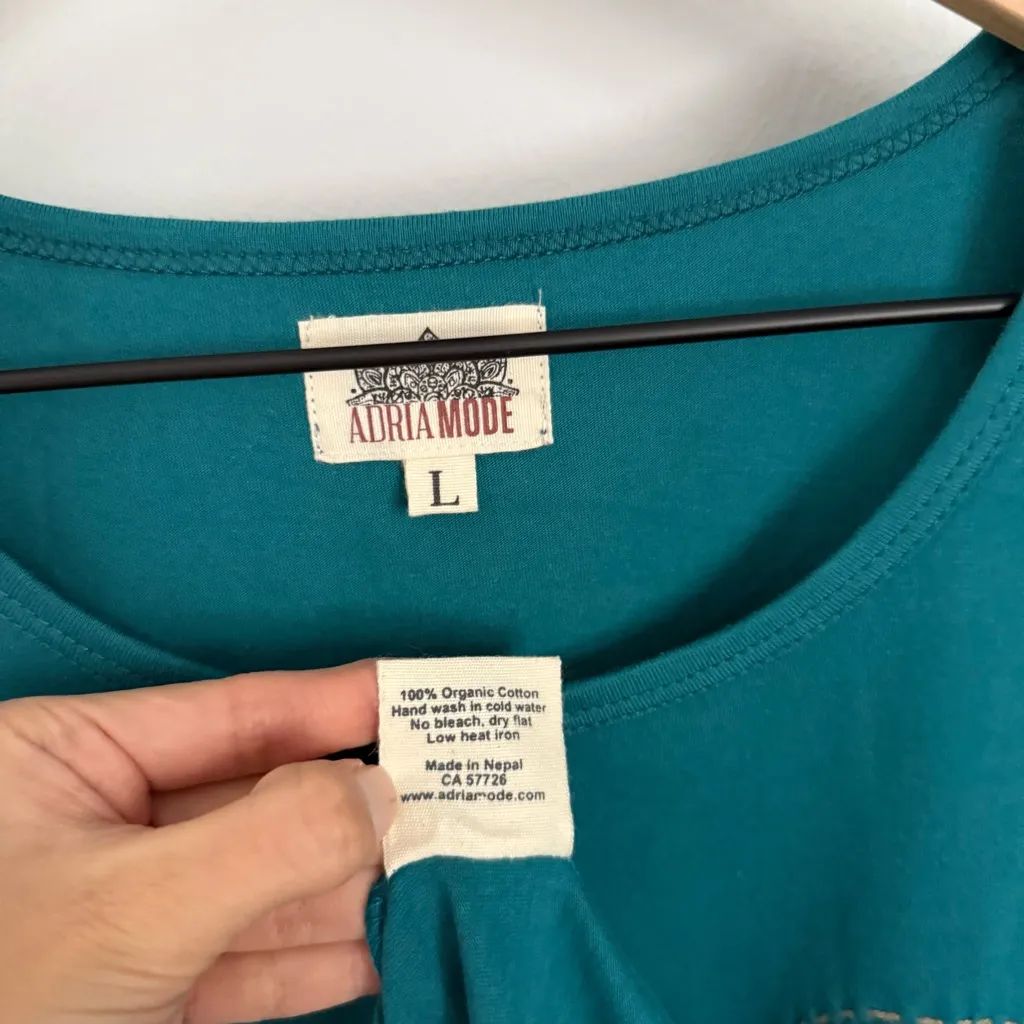 ADRIA MODE
L
100% Organic Cotton
Hand wash in cold water
No bleach, dry flat
Low heat iron
Made in Nepal
CA 57726
www.adriamode.com